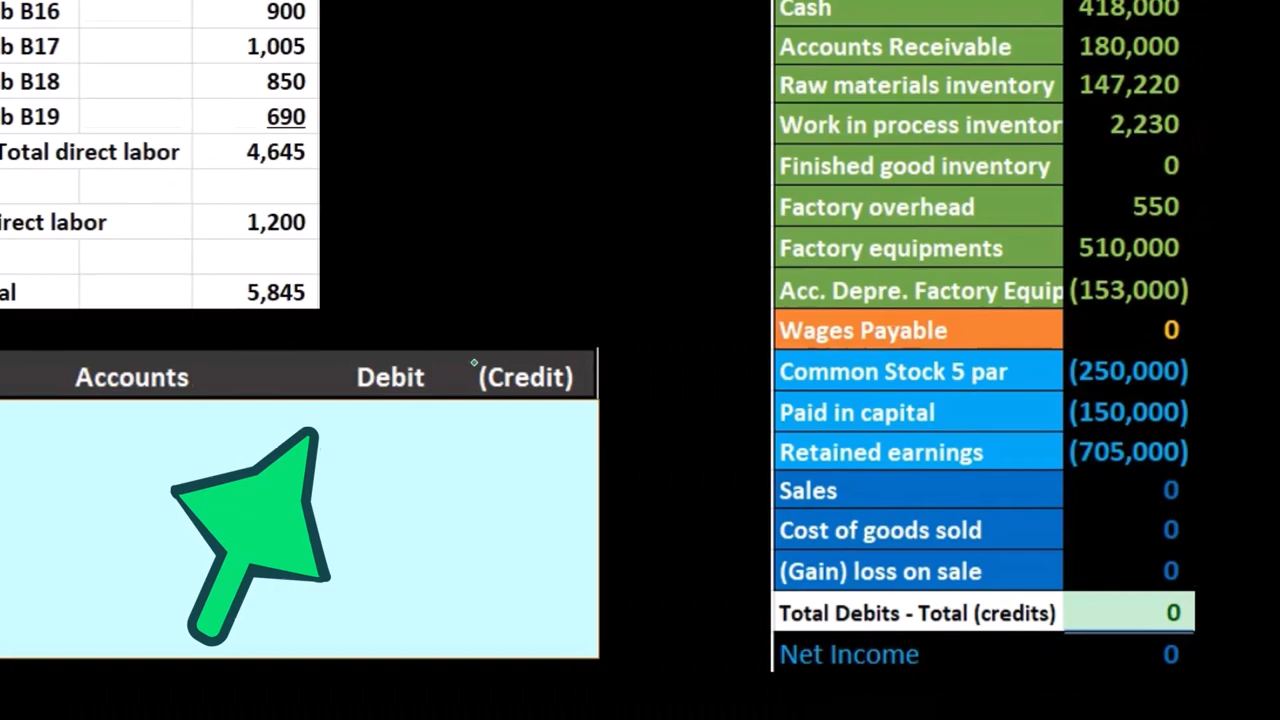 b B16 900
b B17 1,005
b B18 850
b B19 690
Total direct labor 4,645
irect labor 1,200
al 5,845
Accounts Debit (Credit)
Cash 418,000
Accounts Receivable 180,000
Raw materials inventory 147,220
Work in process inventor 2,230
Finished good inventory 0
Factory overhead 550
Factory equipments 510,000
Acc. Depre. Factory Equip (153,000)
Wages Payable 0
Common Stock 5 par (250,000)
Paid in capital (150,000)
Retained earnings (705,000)
Sales 0
Cost of goods sold 0
(Gain) loss on sale 0
Total Debits - Total (credits) 0
Net Income 0